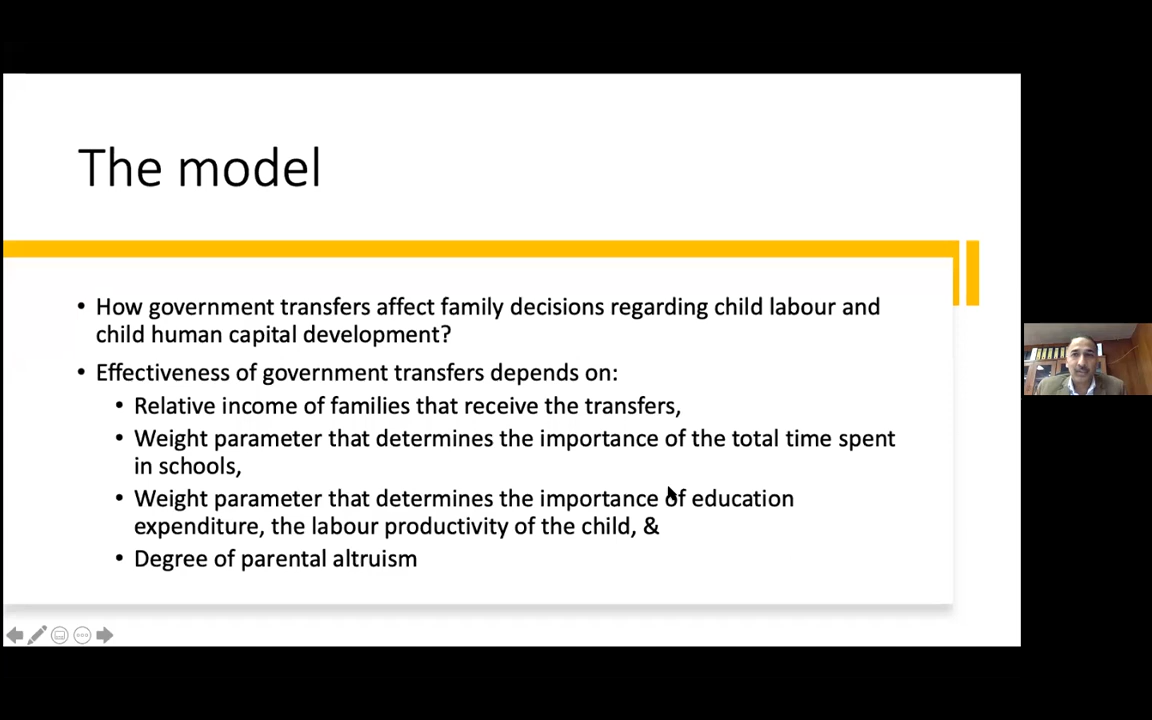 The model
• How government transfers affect family decisions regarding child labour and
child human capital development?
• Effectiveness of government transfers depends on:
• Relative income of families that receive the transfers,
• Weight parameter that determines the importance of the total time spent
in schools,
• Weight parameter that determines the importance of education
expenditure, the labour productivity of the child, &
• Degree of parental altruism